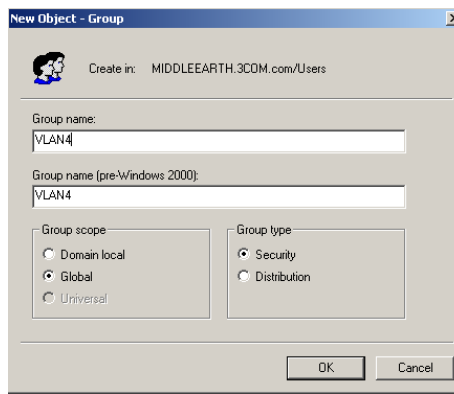 New Object - Group
Create in: MIDDLEEARTH.3COM.com/Users
Group name:
VLAN4
Group name (pre-Windows 2000):
VLAN4
Group scope
Group type
Domain local
Security
Global
Distribution
Universal
OK
Cancel